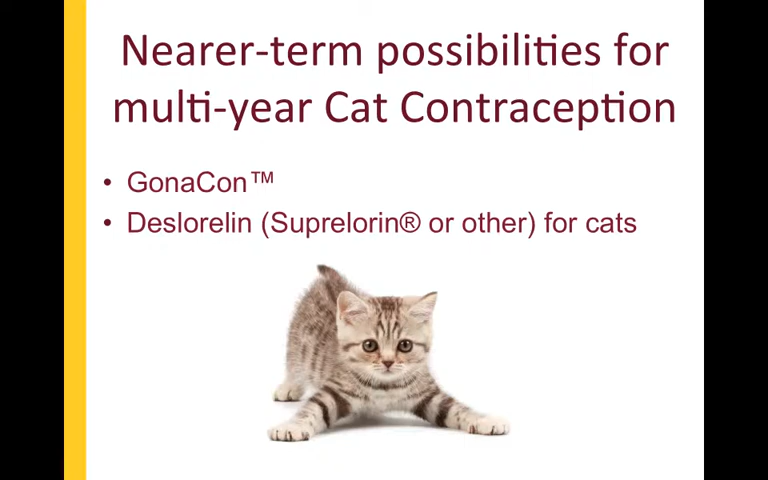 Nearer-term possibilities for
multi-year Cat Contraception
• GonaCon™
• Deslorelin (Suprelorin® or other) for cats